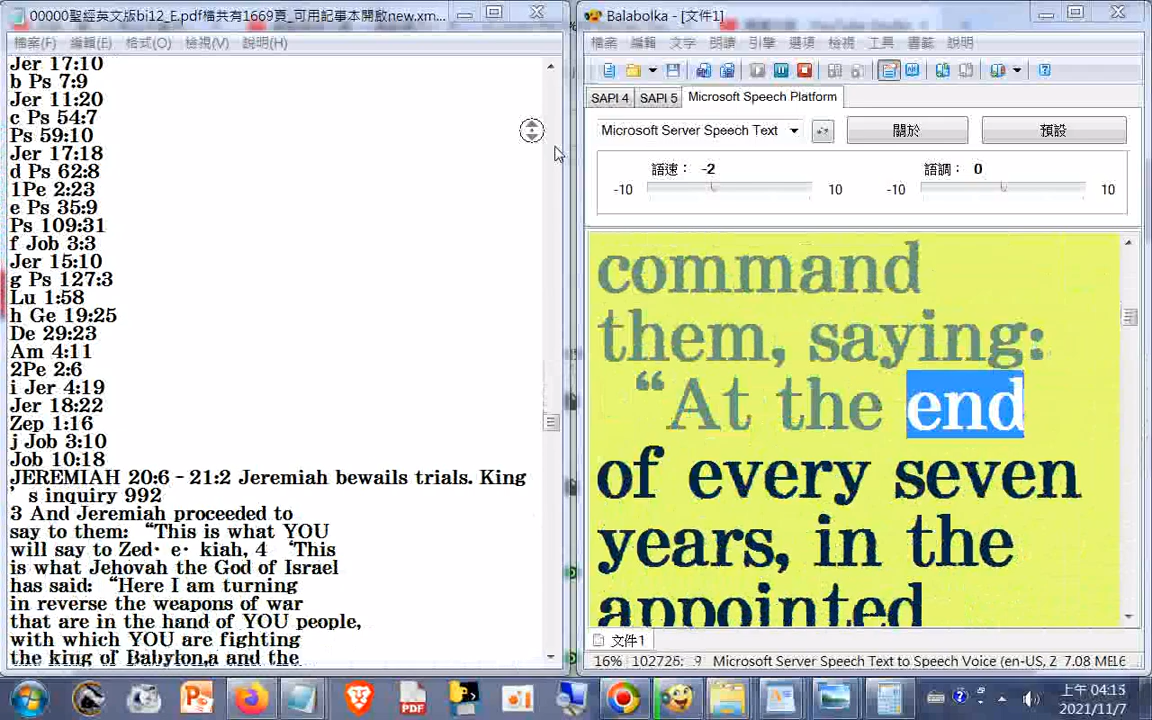 00000聖經英文版bi12_E.pdf檔共有1669頁_可用記事本開啟new.xm...
檔案(F) 編輯(E) 格式(O) 檢視(V) 說明(H)
Jer 17:10
b Ps 7:9
Jer 11:20
c Ps 54:7
Ps 59:10
Jer 17:18
d Ps 62:8
1Pe 2:23
e Ps 35:9
Ps 109:31
f Job 3:3
Jer 15:10
g Ps 127:3
Lu 1:58
h Ge 19:25
De 29:23
Am 4:11
2Pe 2:6
i Jer 4:19
Jer 18:22
Zep 1:16
j Job 3:10
Job 10:18
JEREMIAH 20:6 - 21:2 Jeremiah bewails trials. King
’ s inquiry 992
3 And Jeremiah proceeded to
say to them: “This is what YOU
will say to Zed· e· kiah, 4 ‘This
is what Jehovah the God of Israel
has said: “Here I am turning
in reverse the weapons of war
that are in the hand of YOU people,
with which YOU are fighting
the king of Babylon,a and the
Balabolka - [文件1]
檔案 編輯 文字 朗讀 引擎 選項 檢視 工具 書籤 說明
SAPI 4 SAPI 5 Microsoft Speech Platform
Microsoft Server Speech Text 關於 預設
語速： -2 語調： 0
-10 10 -10 10
command
them, saying:
“At the end
of every seven
years, in the
appointed
文件1
16% Microsoft Server Speech Text to Speech Voice (en-US, Z 7.08 МБ
PDF
上午 04:15
2021/11/7